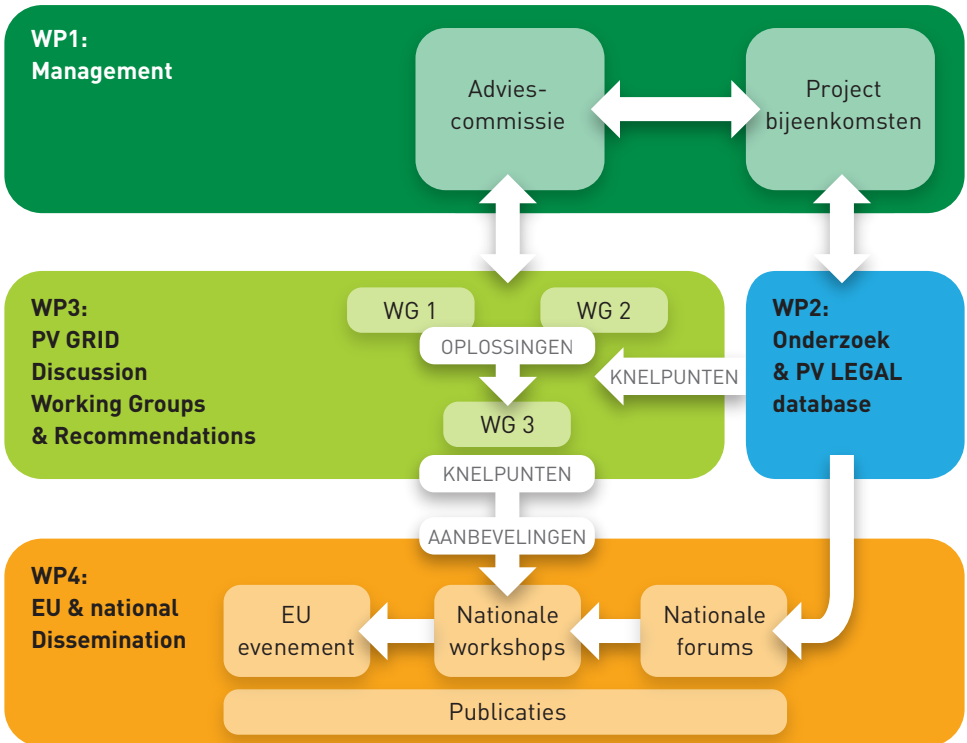 WP1:
Management
Advies-
commissie
Project
bijeenkomsten
WP3:
PV GRID
Discussion
Working Groups
& Recommendations
WG 1
WG 2
OPLOSSINGEN
WG 3
KNELPUNTEN
KNELPUNTEN
WP2:
Onderzoek
& PV LEGAL
database
AANBEVELINGEN
WP4:
EU & national
Dissemination
EU
evenement
Nationale
workshops
Nationale
forums
Publicaties